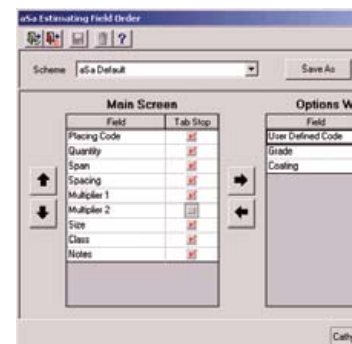 aSa Estimating Field Order
?
Scheme aSa Default Save As
Main Screen
Field Tab Stop
Placing Code
Quantity
Span
Spacing
Multiplier 1
Multiplier 2
Size
Class
Notes
Options W
Field
User Defined Code
Grade
Coating
Cathy